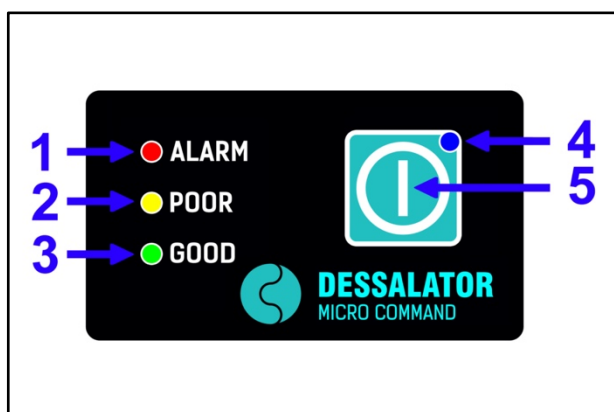 1
ALARM
2
POOR
3
GOOD
4
5
DESSALATOR
MICRO COMMAND